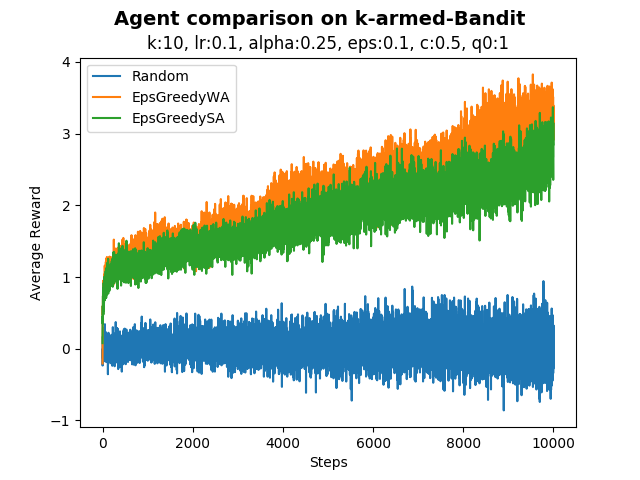 Agent comparison on k-armed-Bandit
k:10, lr:0.1, alpha:0.25, eps:0.1, c:0.5, q0:1
Random
EpsGreedyWA
EpsGreedySA
Average Reward
4
3
2
1
0
−1
0 2000 4000 6000 8000 10000
Steps